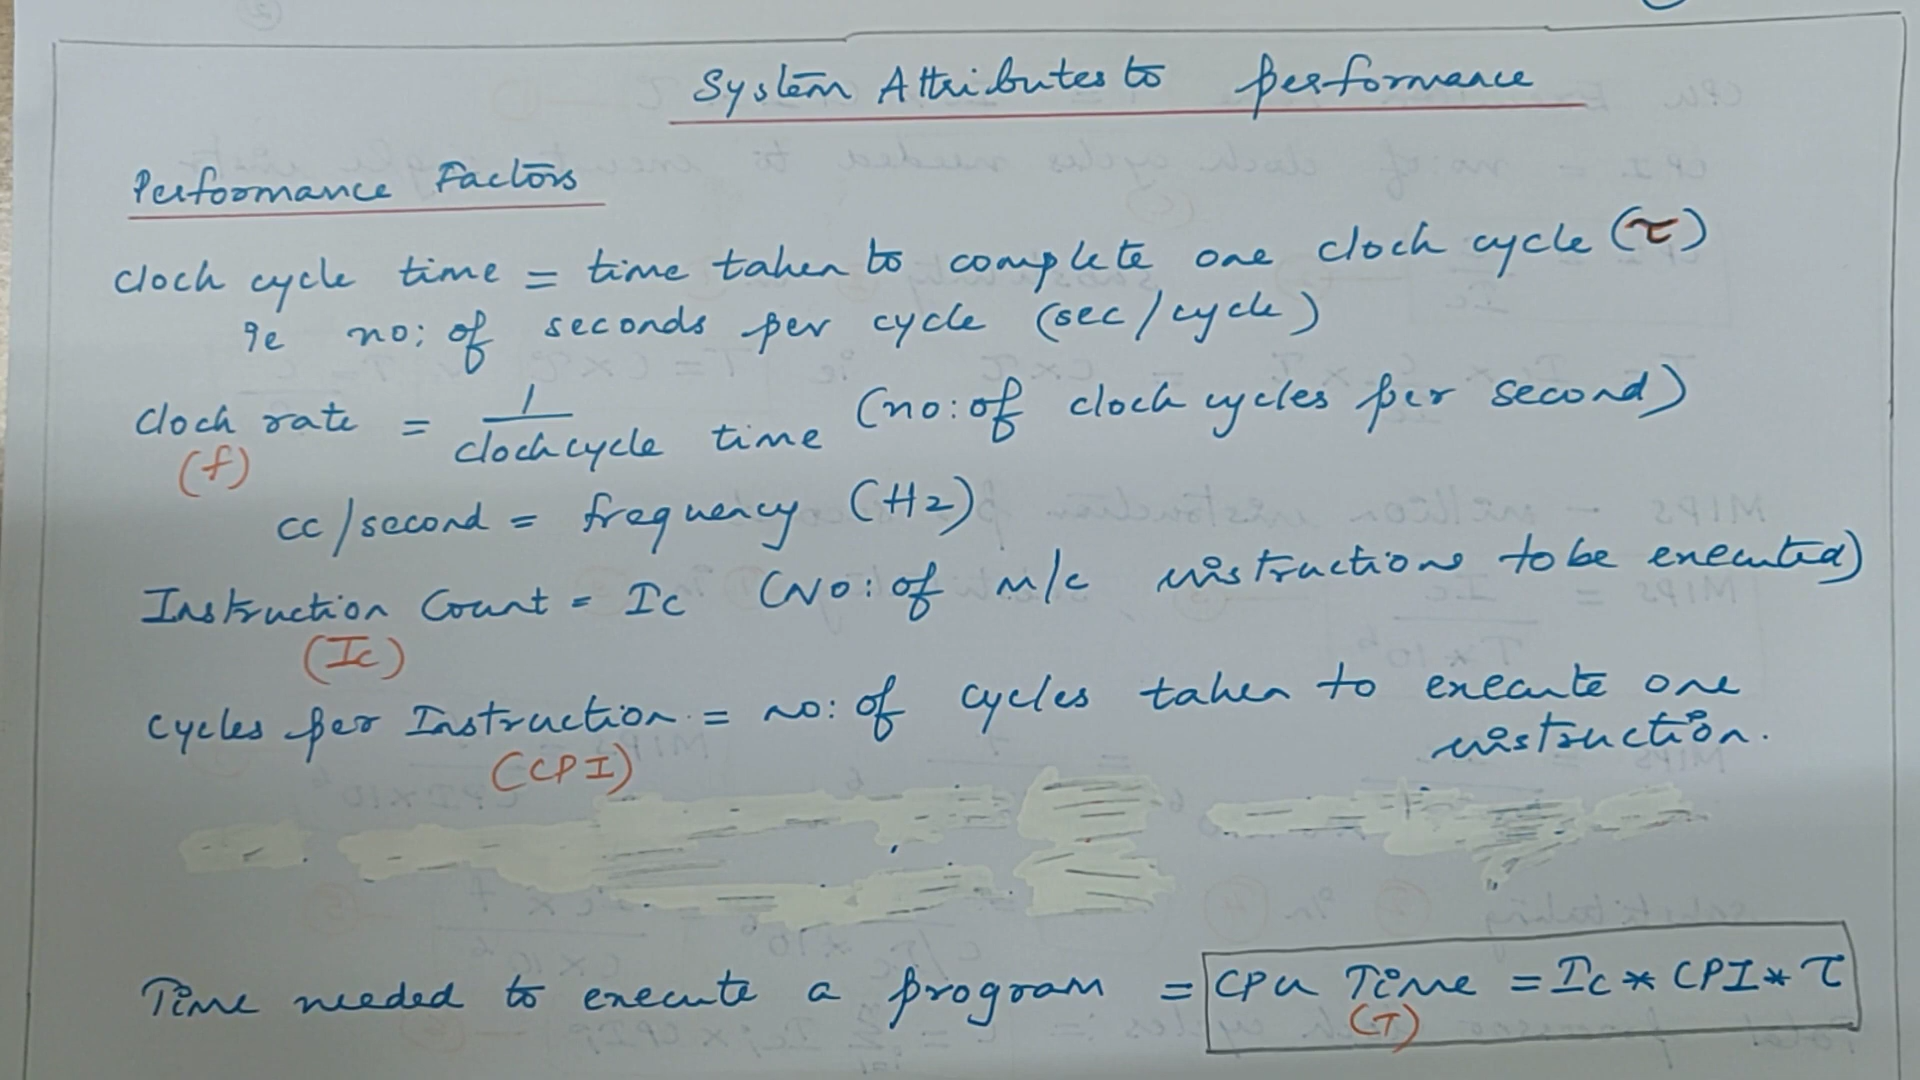 System Attributes to performance
Performance Factors
clock cycle time = time taken to complete one clock cycle (τ)
ie no: of seconds per cycle (sec/cycle)
clock rate = 1 / clock cycle time (no: of clock cycles per second)
(f)
cc/second = frequency (Hz)
Instruction Count = Ic (No: of m/c instructions to be executed)
(Ic)
cycles per Instruction = no: of cycles taken to execute one
instruction.
(CPI)
Time needed to execute a program = CPU Time = Ic * CPI * τ
(T)